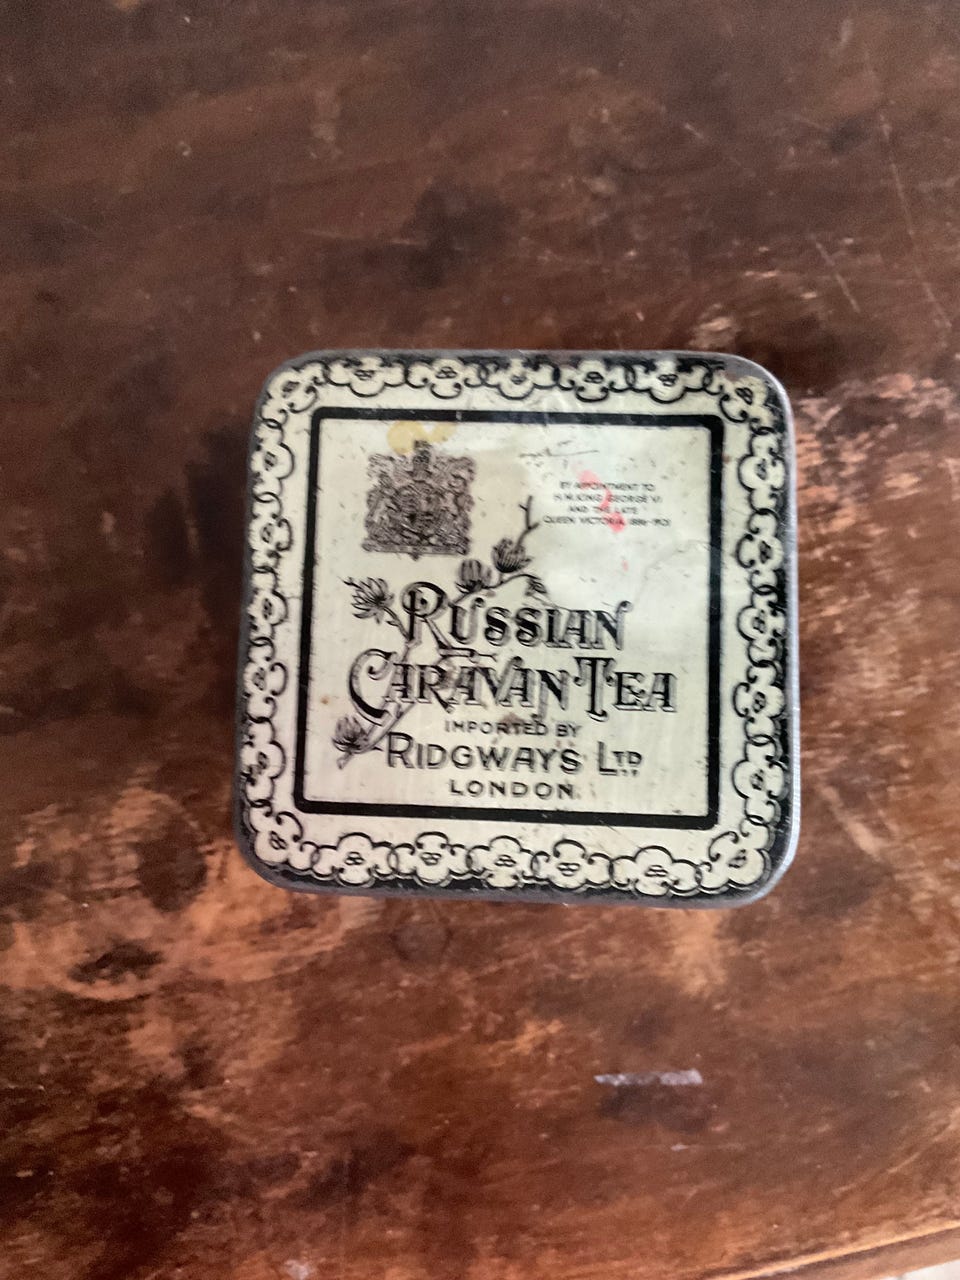 BY APPOINTMENT TO
H.M. KING GEORGE VI
AND THE LATE
QUEEN VICTORIA, 1886-1901
RUSSIAN
CARAVAN TEA
IMPORTED BY
RIDGWAYS LTD
LONDON.